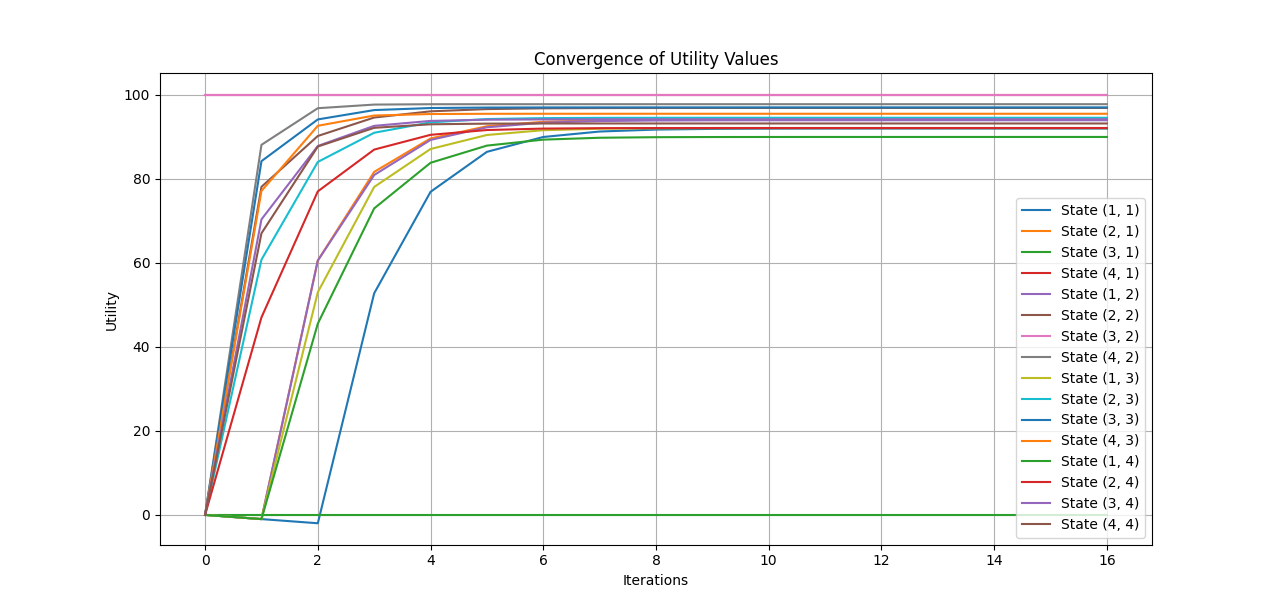 Convergence of Utility Values
100
80
60
40
20
0
Utility
0 2 4 6 8 10 12 14 16
Iterations
State (1, 1)
State (2, 1)
State (3, 1)
State (4, 1)
State (1, 2)
State (2, 2)
State (3, 2)
State (4, 2)
State (1, 3)
State (2, 3)
State (3, 3)
State (4, 3)
State (1, 4)
State (2, 4)
State (3, 4)
State (4, 4)